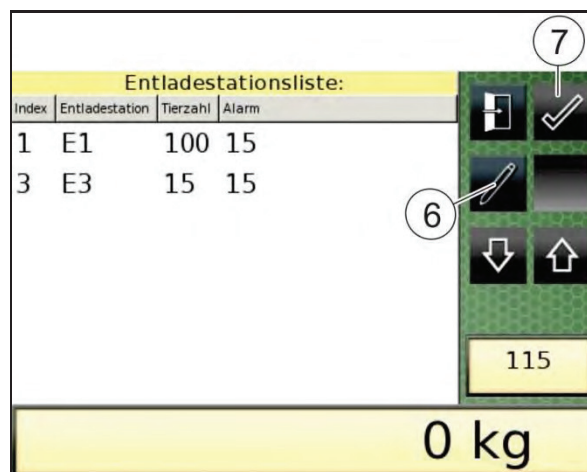 7
Entladestationsliste:
Index Entladestation Tierzahl Alarm
1 E1 100 15
3 E3 15 15
6
115
0 kg